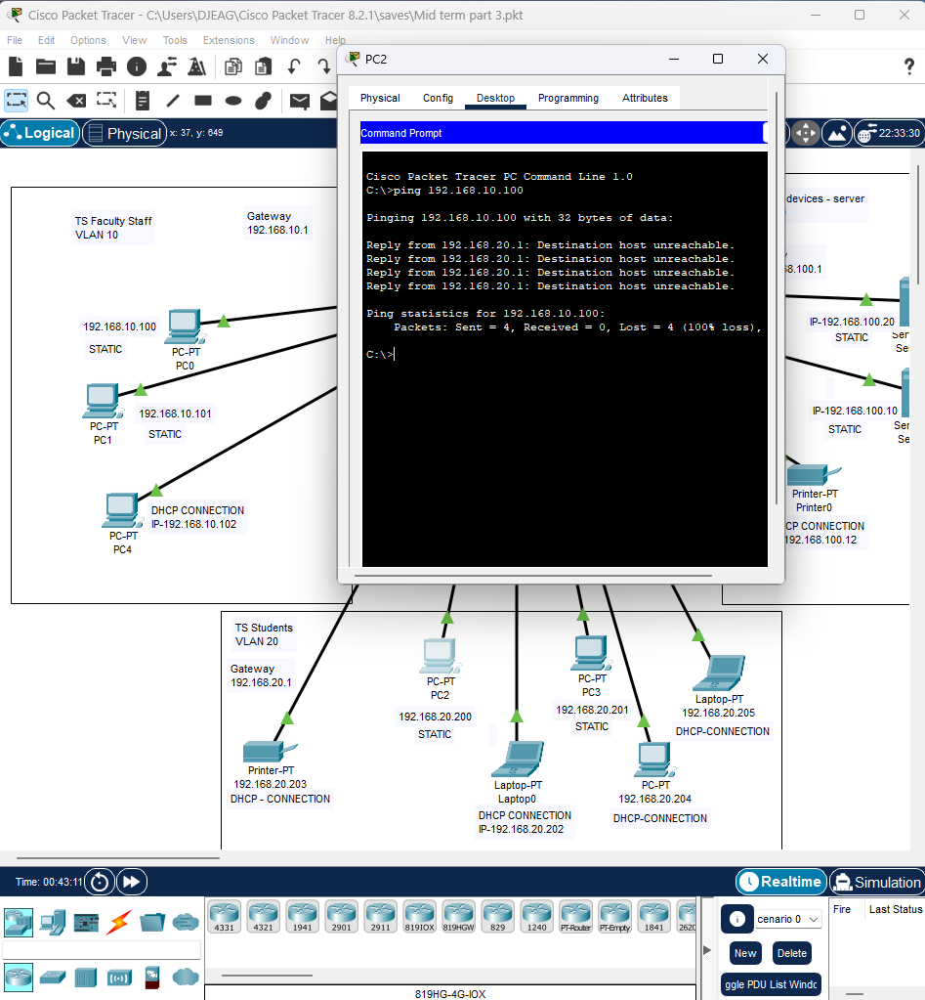 Cisco Packet Tracer - C:\Users\DJEAG\Cisco Packet Tracer 8.2.1\saves\Mid term part 3.pkt
File Edit Options View Tools Extensions Window Help
Logical Physical x: 37, y: 649
22:33:30
PC2
Physical Config Desktop Programming Attributes
Command Prompt
Cisco Packet Tracer PC Command Line 1.0
C:\>ping 192.168.10.100
Pinging 192.168.10.100 with 32 bytes of data:
Reply from 192.168.20.1: Destination host unreachable.
Reply from 192.168.20.1: Destination host unreachable.
Reply from 192.168.20.1: Destination host unreachable.
Reply from 192.168.20.1: Destination host unreachable.
Ping statistics for 192.168.10.100:
Packets: Sent = 4, Received = 0, Lost = 4 (100% loss),
C:\>
TS Faculty Staff
VLAN 10
Gateway
192.168.10.1
192.168.10.100
STATIC
PC-PT
PC0
192.168.10.101
STATIC
PC-PT
PC1
DHCP CONNECTION
IP-192.168.10.102
PC-PT
PC4
devices - server
8.100.1
IP-192.168.100.20
STATIC
Ser
Se
IP-192.168.100.10
STATIC
Ser
Se
Printer-PT
Printer0
CP CONNECTION
192.168.100.12
TS Students
VLAN 20
Gateway
192.168.20.1
Printer-PT
192.168.20.203
DHCP - CONNECTION
PC-PT
PC2
192.168.20.200
STATIC
Laptop-PT
Laptop0
DHCP CONNECTION
IP-192.168.20.202
PC-PT
PC3
192.168.20.201
STATIC
PC-PT
192.168.20.204
DHCP-CONNECTION
Laptop-PT
192.168.20.205
DHCP-CONNECTION
Time: 00:43:11
Realtime Simulation
4331 4321 1941 2901 2911 819IOX 819HGW 829 1240 PT-Router PT-Empty 1841 2620
819HG-4G-IOX
cenario 0
New Delete
ggle PDU List Windo
Fire Last Status